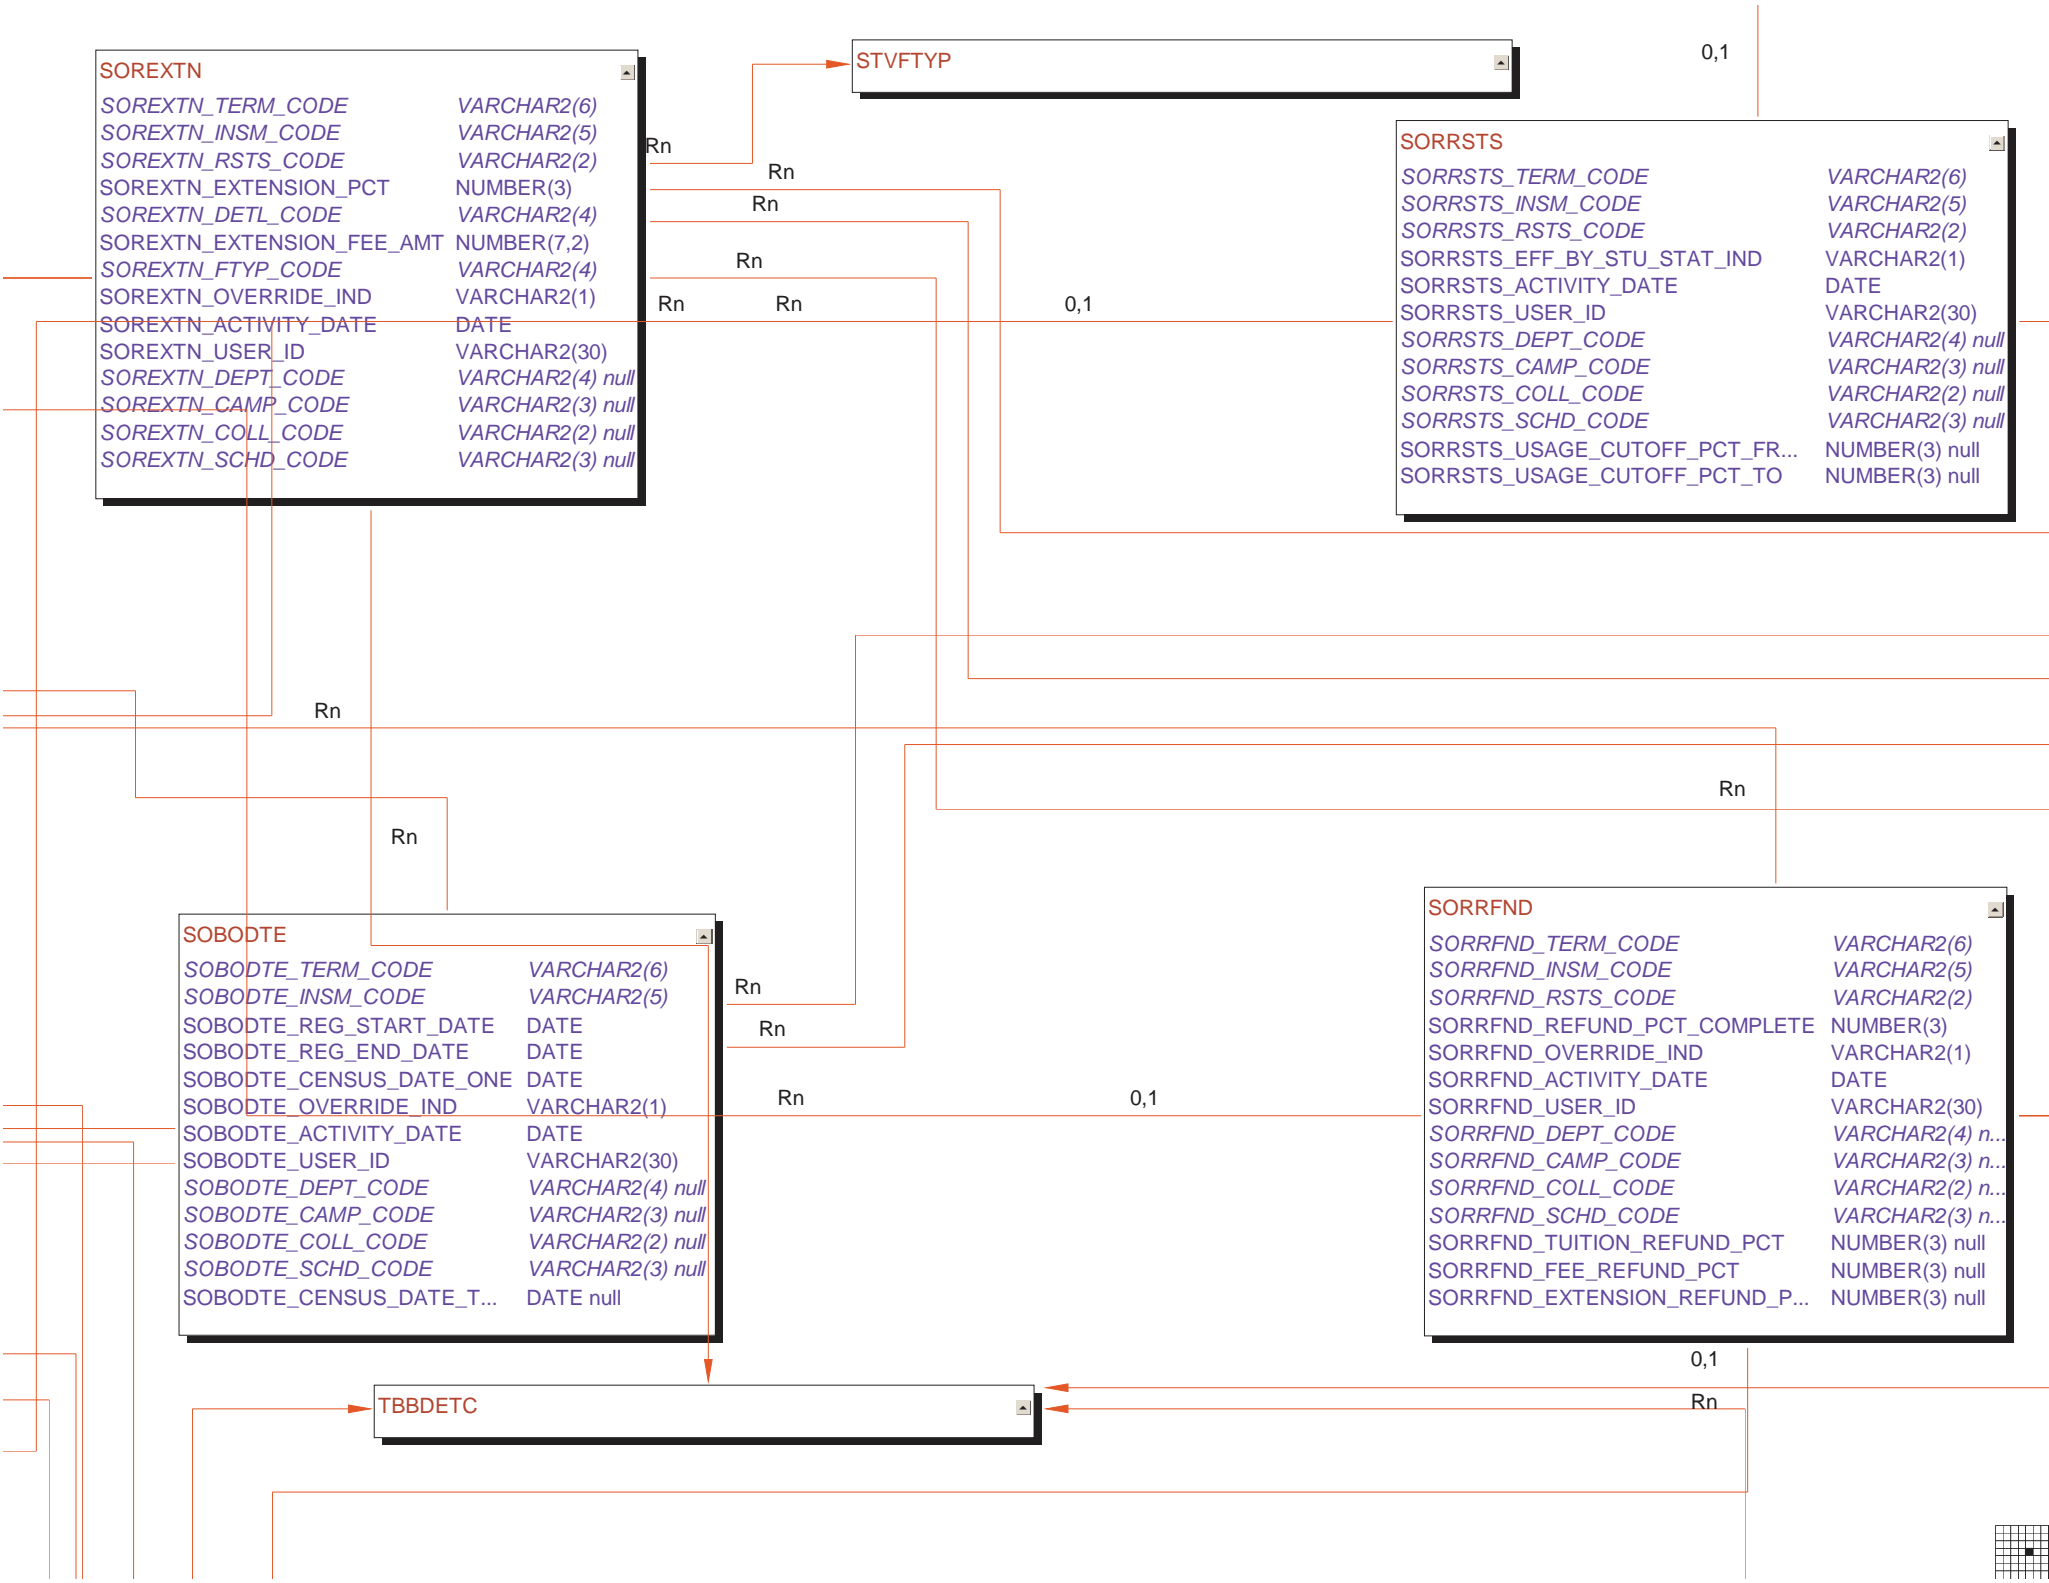 SOREXTN
SOREXTN_TERM_CODE VARCHAR2(6)
SOREXTN_INSM_CODE VARCHAR2(5)
SOREXTN_RSTS_CODE VARCHAR2(2)
SOREXTN_EXTENSION_PCT NUMBER(3)
SOREXTN_DETL_CODE VARCHAR2(4)
SOREXTN_EXTENSION_FEE_AMT NUMBER(7,2)
SOREXTN_FTYP_CODE VARCHAR2(4)
SOREXTN_OVERRIDE_IND VARCHAR2(1)
SOREXTN_ACTIVITY_DATE DATE
SOREXTN_USER_ID VARCHAR2(30)
SOREXTN_DEPT_CODE VARCHAR2(4) null
SOREXTN_CAMP_CODE VARCHAR2(3) null
SOREXTN_COLL_CODE VARCHAR2(2) null
SOREXTN_SCHD_CODE VARCHAR2(3) null
STVFTYP
0,1
Rn
Rn
Rn
Rn
Rn Rn 0,1
SORRSTS
SORRSTS_TERM_CODE VARCHAR2(6)
SORRSTS_INSM_CODE VARCHAR2(5)
SORRSTS_RSTS_CODE VARCHAR2(2)
SORRSTS_EFF_BY_STU_STAT_IND VARCHAR2(1)
SORRSTS_ACTIVITY_DATE DATE
SORRSTS_USER_ID VARCHAR2(30)
SORRSTS_DEPT_CODE VARCHAR2(4) null
SORRSTS_CAMP_CODE VARCHAR2(3) null
SORRSTS_COLL_CODE VARCHAR2(2) null
SORRSTS_SCHD_CODE VARCHAR2(3) null
SORRSTS_USAGE_CUTOFF_PCT_FR... NUMBER(3) null
SORRSTS_USAGE_CUTOFF_PCT_TO NUMBER(3) null
Rn
Rn
Rn
SOBODTE
SOBODTE_TERM_CODE VARCHAR2(6)
SOBODTE_INSM_CODE VARCHAR2(5)
SOBODTE_REG_START_DATE DATE
SOBODTE_REG_END_DATE DATE
SOBODTE_CENSUS_DATE_ONE DATE
SOBODTE_OVERRIDE_IND VARCHAR2(1)
SOBODTE_ACTIVITY_DATE DATE
SOBODTE_USER_ID VARCHAR2(30)
SOBODTE_DEPT_CODE VARCHAR2(4) null
SOBODTE_CAMP_CODE VARCHAR2(3) null
SOBODTE_COLL_CODE VARCHAR2(2) null
SOBODTE_SCHD_CODE VARCHAR2(3) null
SOBODTE_CENSUS_DATE_T... DATE null
Rn
Rn
Rn 0,1
SORRFND
SORRFND_TERM_CODE VARCHAR2(6)
SORRFND_INSM_CODE VARCHAR2(5)
SORRFND_RSTS_CODE VARCHAR2(2)
SORRFND_REFUND_PCT_COMPLETE NUMBER(3)
SORRFND_OVERRIDE_IND VARCHAR2(1)
SORRFND_ACTIVITY_DATE DATE
SORRFND_USER_ID VARCHAR2(30)
SORRFND_DEPT_CODE VARCHAR2(4) n...
SORRFND_CAMP_CODE VARCHAR2(3) n...
SORRFND_COLL_CODE VARCHAR2(2) n...
SORRFND_SCHD_CODE VARCHAR2(3) n...
SORRFND_TUITION_REFUND_PCT NUMBER(3) null
SORRFND_FEE_REFUND_PCT NUMBER(3) null
SORRFND_EXTENSION_REFUND_P... NUMBER(3) null
0,1
Rn
TBBDETC